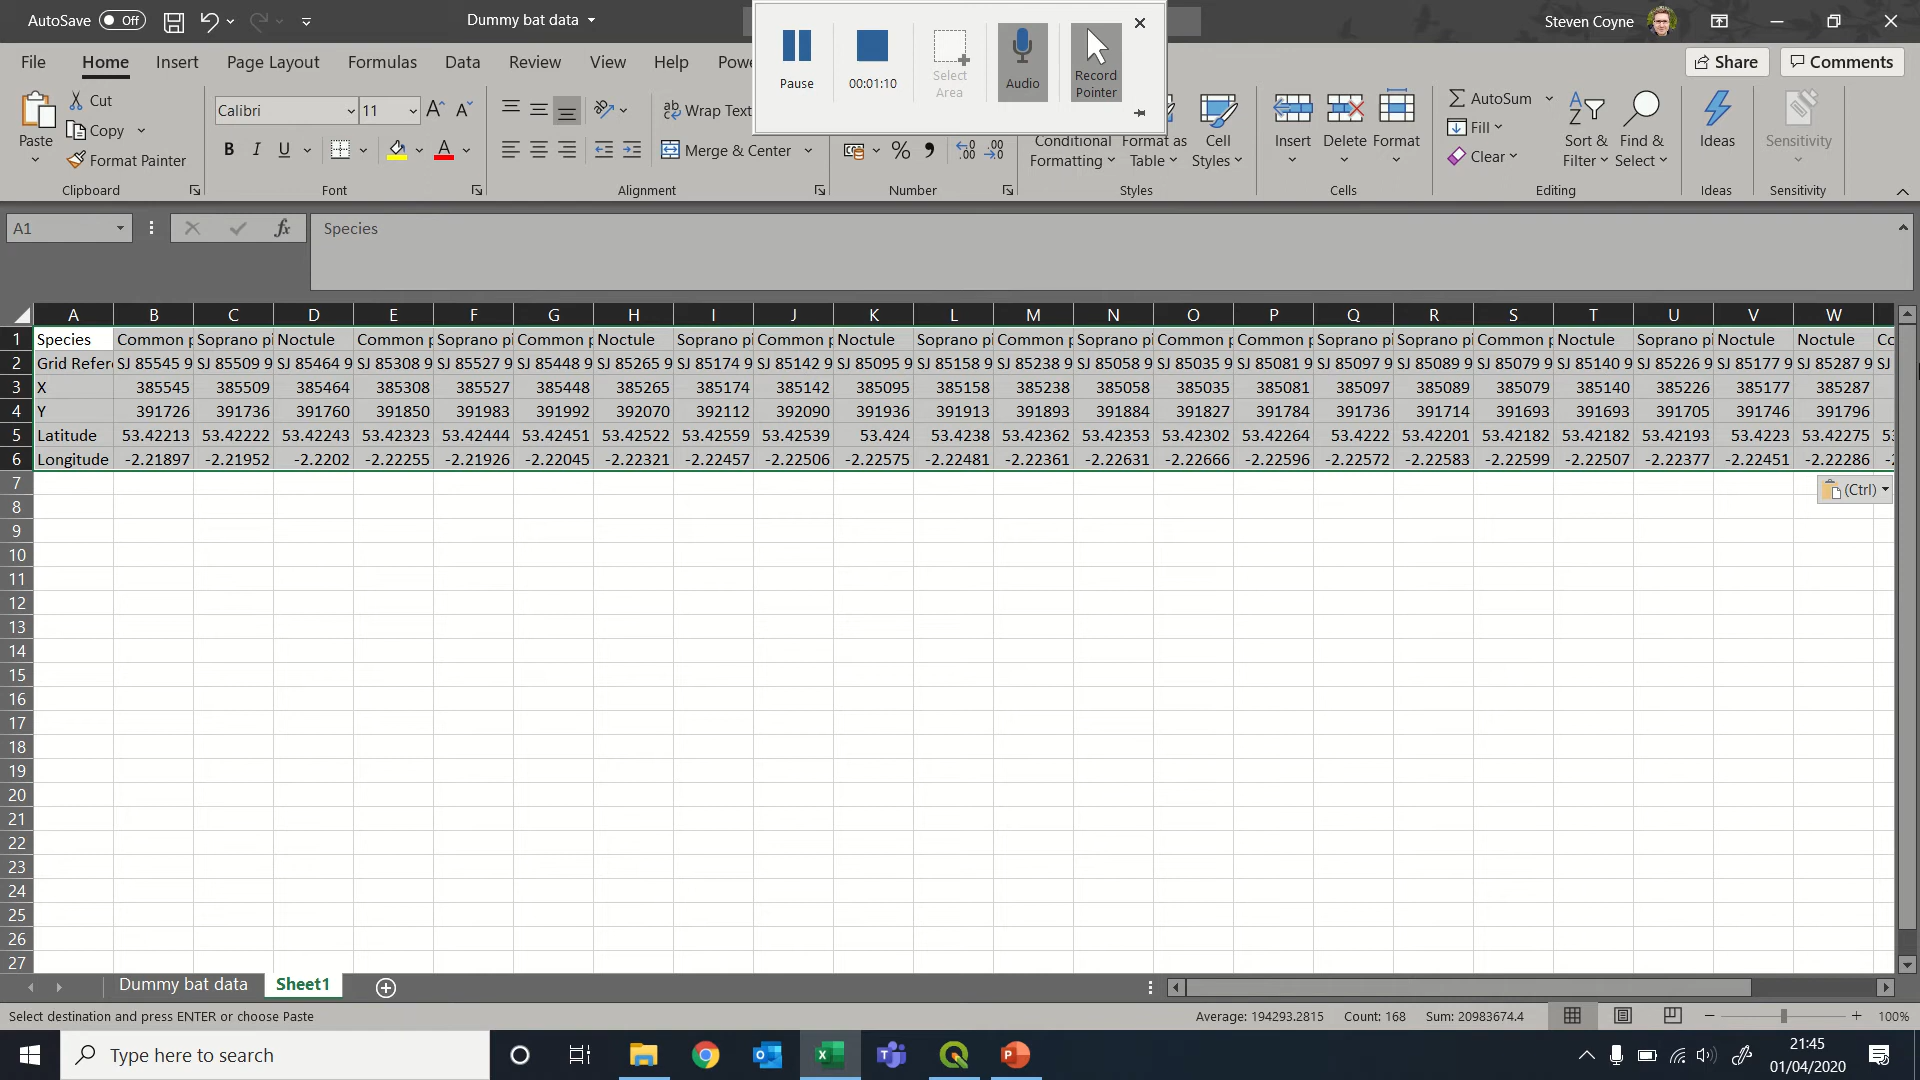 AutoSave Off Dummy bat data Steven Coyne
File Home Insert Page Layout Formulas Data Review View Help
Share Comments
Pause 00:01:10 Select Area Audio Record Pointer
Paste Cut Copy Format Painter
Calibri 11 B I U A
Wrap Text
Merge & Center
Conditional Formatting Format as Table Cell Styles
Insert Delete Format
AutoSum Fill Clear
Sort & Filter Find & Select
Ideas Sensitivity
Clipboard Font Alignment Number Styles Cells Editing Ideas Sensitivity
A1 fx Species
A B C D E F G H I J K L M N O P Q R S T U V W
1 Species Common p Soprano pi Noctule Common p Soprano pi Common p Noctule Soprano pi Common p Noctule Soprano pi Common p Soprano pi Common p Common p Soprano pi Soprano pi Common p Noctule Soprano pi Noctule Noctule Co
2 Grid Refer SJ 85545 9 SJ 85509 9 SJ 85464 9 SJ 85308 9 SJ 85527 9 SJ 85448 9 SJ 85265 9 SJ 85174 9 SJ 85142 9 SJ 85095 9 SJ 85158 9 SJ 85238 9 SJ 85058 9 SJ 85035 9 SJ 85081 9 SJ 85097 9 SJ 85089 9 SJ 85079 9 SJ 85140 9 SJ 85226 9 SJ 85177 9 SJ 85287 9 SJ
3 X 385545 385509 385464 385308 385527 385448 385265 385174 385142 385095 385158 385238 385058 385035 385081 385097 385089 385079 385140 385226 385177 385287
4 Y 391726 391736 391760 391850 391983 391992 392070 392112 392090 391936 391913 391893 391884 391827 391784 391736 391714 391693 391693 391705 391746 391796
5 Latitude 53.42213 53.42222 53.42243 53.42323 53.42444 53.42451 53.42522 53.42559 53.42539 53.424 53.4238 53.42362 53.42353 53.42302 53.42264 53.4222 53.42201 53.42182 53.42182 53.42193 53.4223 53.42275 53
6 Longitude -2.21897 -2.21952 -2.2202 -2.22255 -2.21926 -2.22045 -2.22321 -2.22457 -2.22506 -2.22575 -2.22481 -2.22361 -2.22631 -2.22666 -2.22596 -2.22572 -2.22583 -2.22599 -2.22507 -2.22377 -2.22451 -2.22286 -2
7 (Ctrl)
8
9
10
11
12
13
14
15
16
17
18
19
20
21
22
23
24
25
26
27
Dummy bat data Sheet1
Select destination and press ENTER or choose Paste Average: 194293.2815 Count: 168 Sum: 20983674.4 100%
Type here to search 21:45
01/04/2020